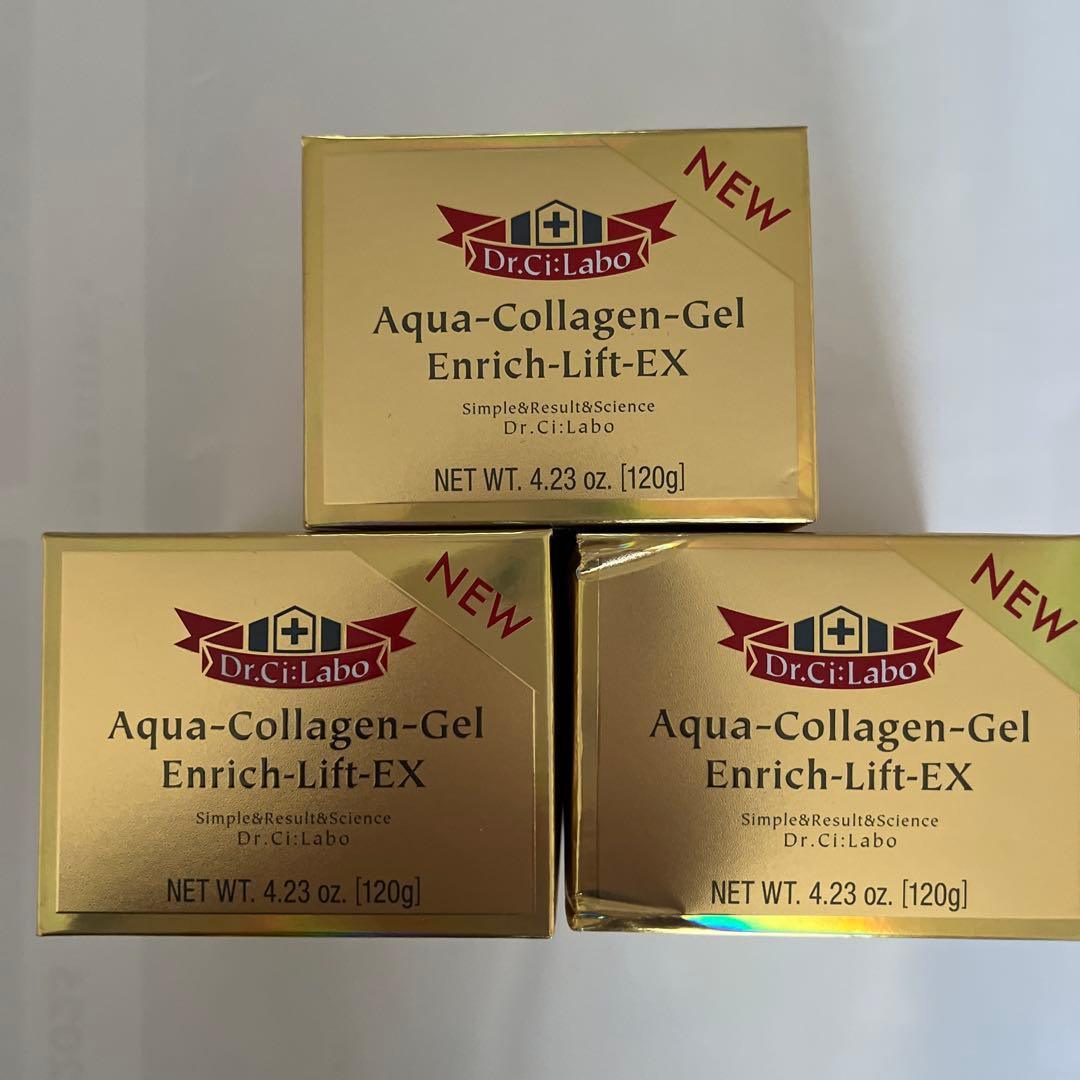 NEW
Dr.Ci:Labo
Aqua-Collagen-Gel
Enrich-Lift-EX
Simple&Result&Science
Dr.Ci:Labo
NET WT. 4.23 oz. [120g]
NEW
Dr.Ci:Labo
Aqua-Collagen-Gel
Enrich-Lift-EX
Simple&Result&Science
Dr.Ci:Labo
NET WT. 4.23 oz. [120g]
NEW
Dr.Ci:Labo
Aqua-Collagen-Gel
Enrich-Lift-EX
Simple&Result&Science
Dr.Ci:Labo
NET WT. 4.23 oz. [120g]